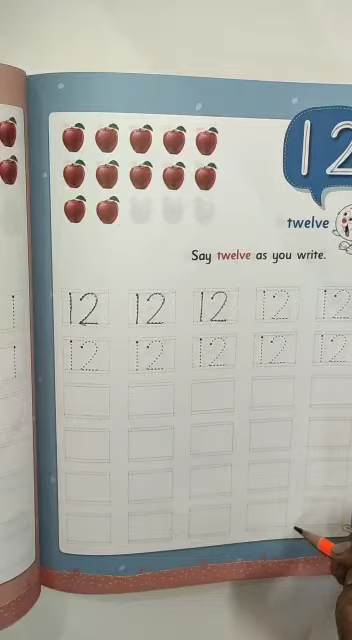 12
twelve
Say twelve as you write.
12 12 12 12 12
12 12 12 12 12